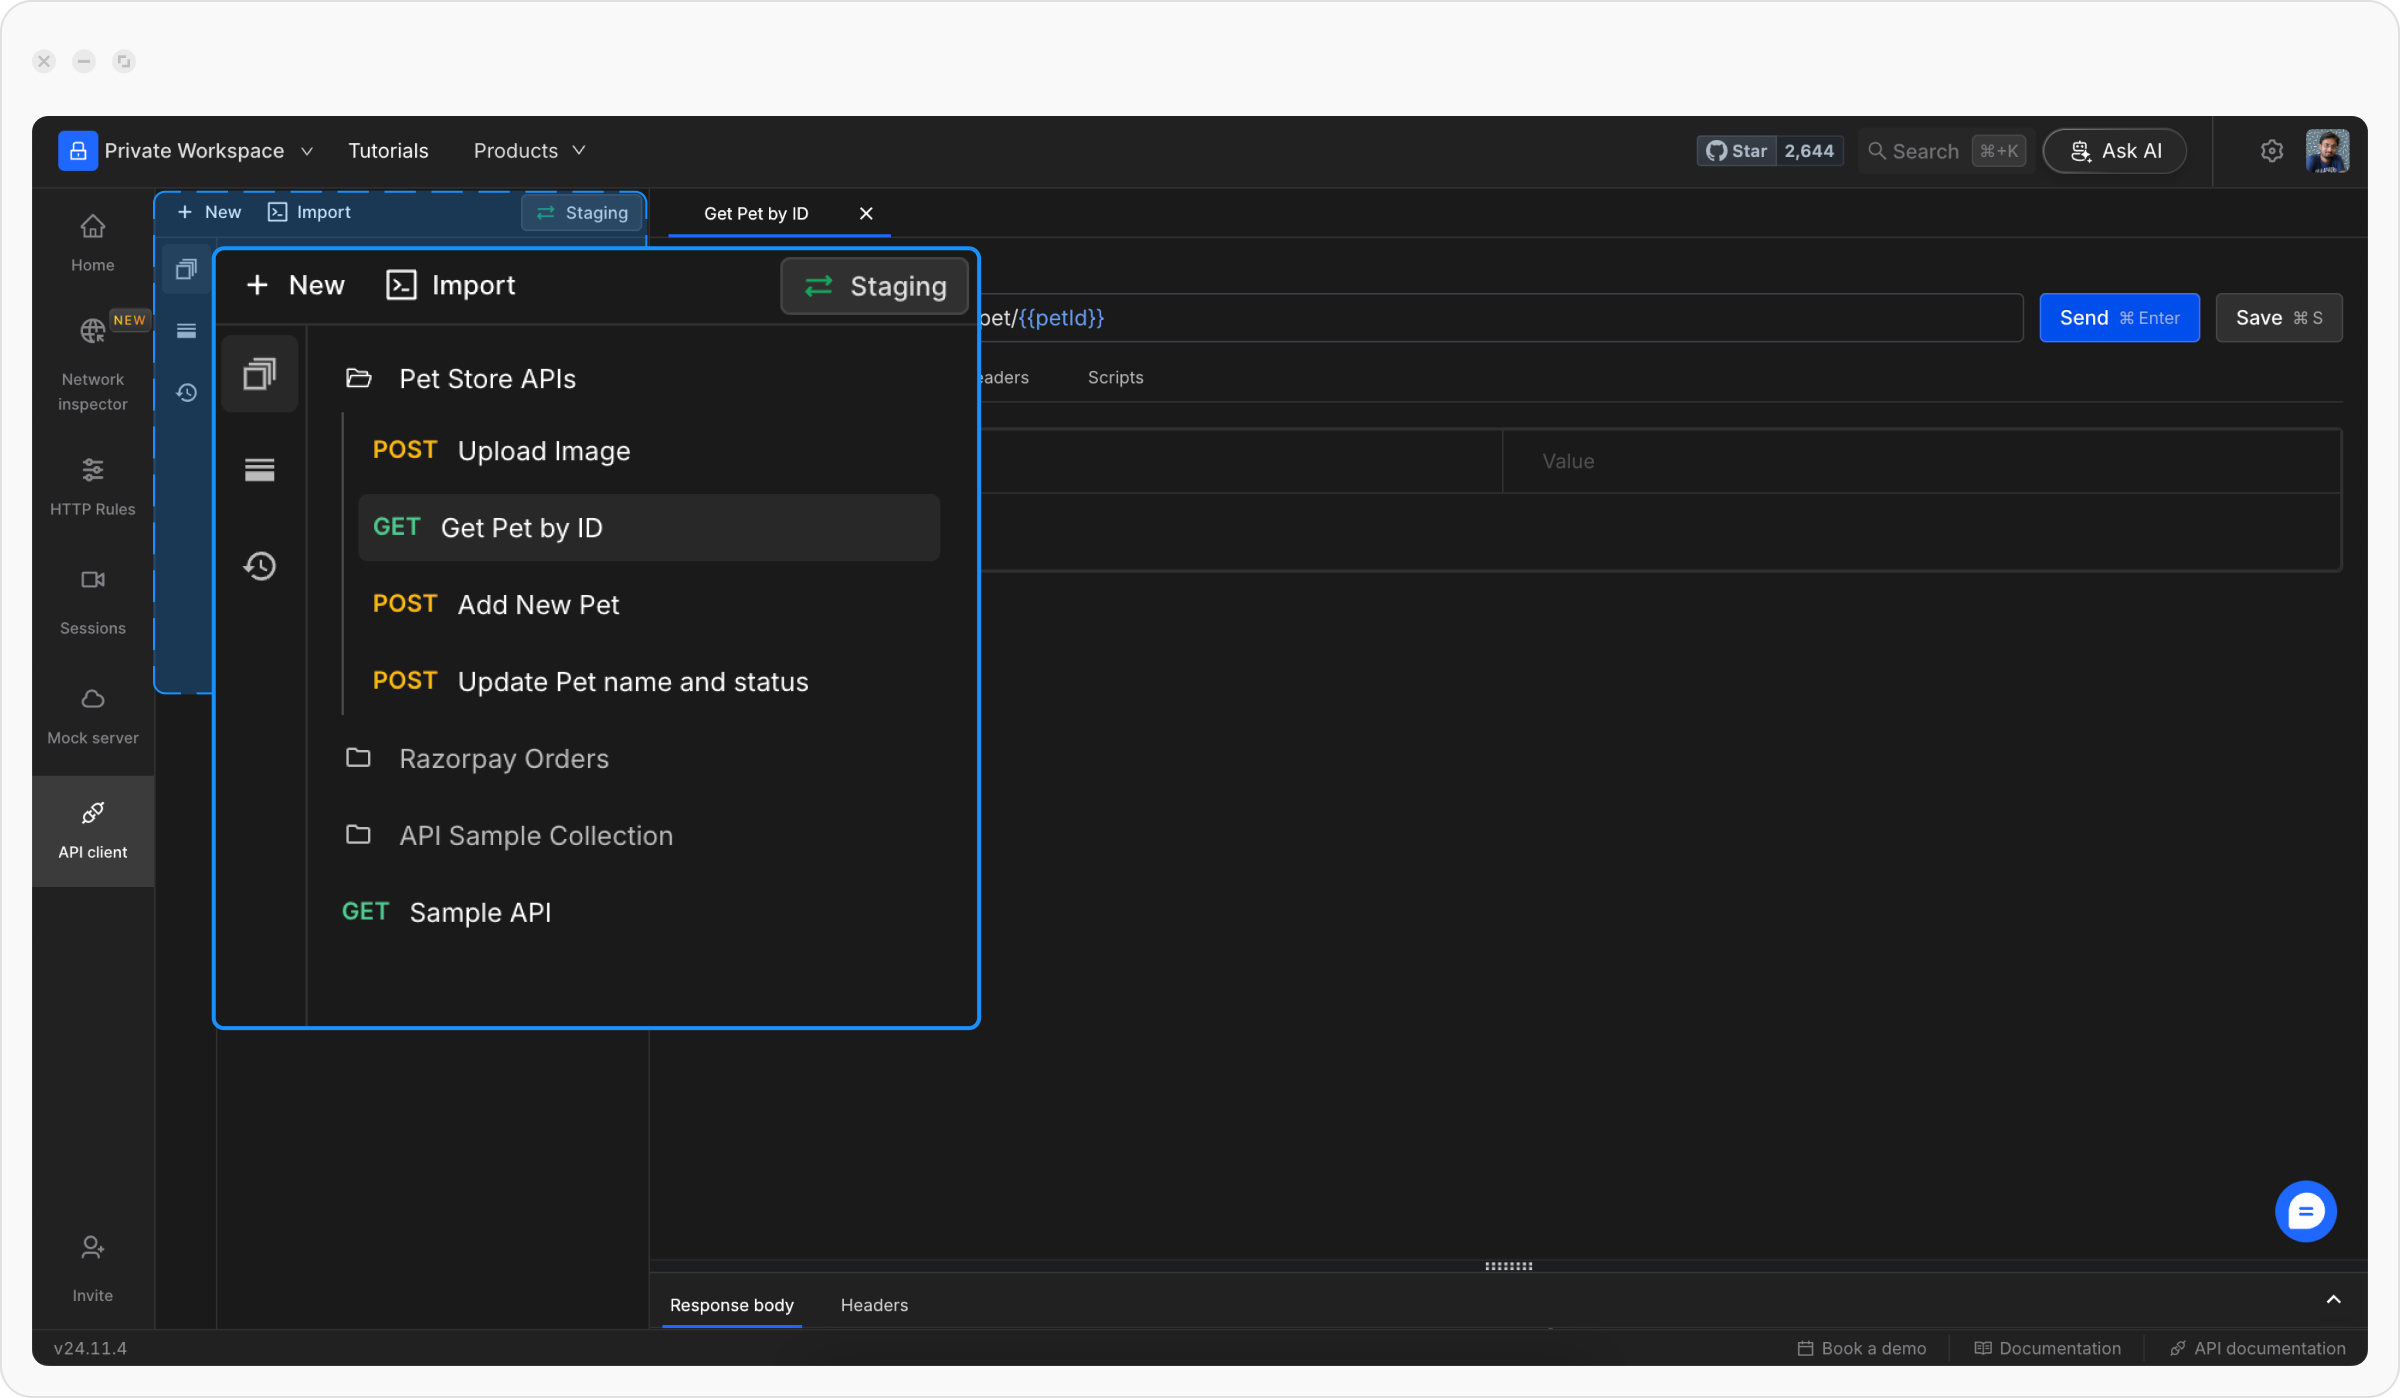 Private Workspace
Tutorials
Products
Star 2,644
Search ⌘+K
Ask AI
Home
NEW
Network
inspector
HTTP Rules
Sessions
Mock server
API client
Invite
+ New
Import
Staging
+ New
Import
Staging
Pet Store APIs
POST Upload Image
GET Get Pet by ID
POST Add New Pet
POST Update Pet name and status
Razorpay Orders
API Sample Collection
GET Sample API
Get Pet by ID
pet/{{petId}}
Send ⌘ Enter
Save ⌘ S
eaders
Scripts
Value
Response body
Headers
v24.11.4
Book a demo
Documentation
API documentation